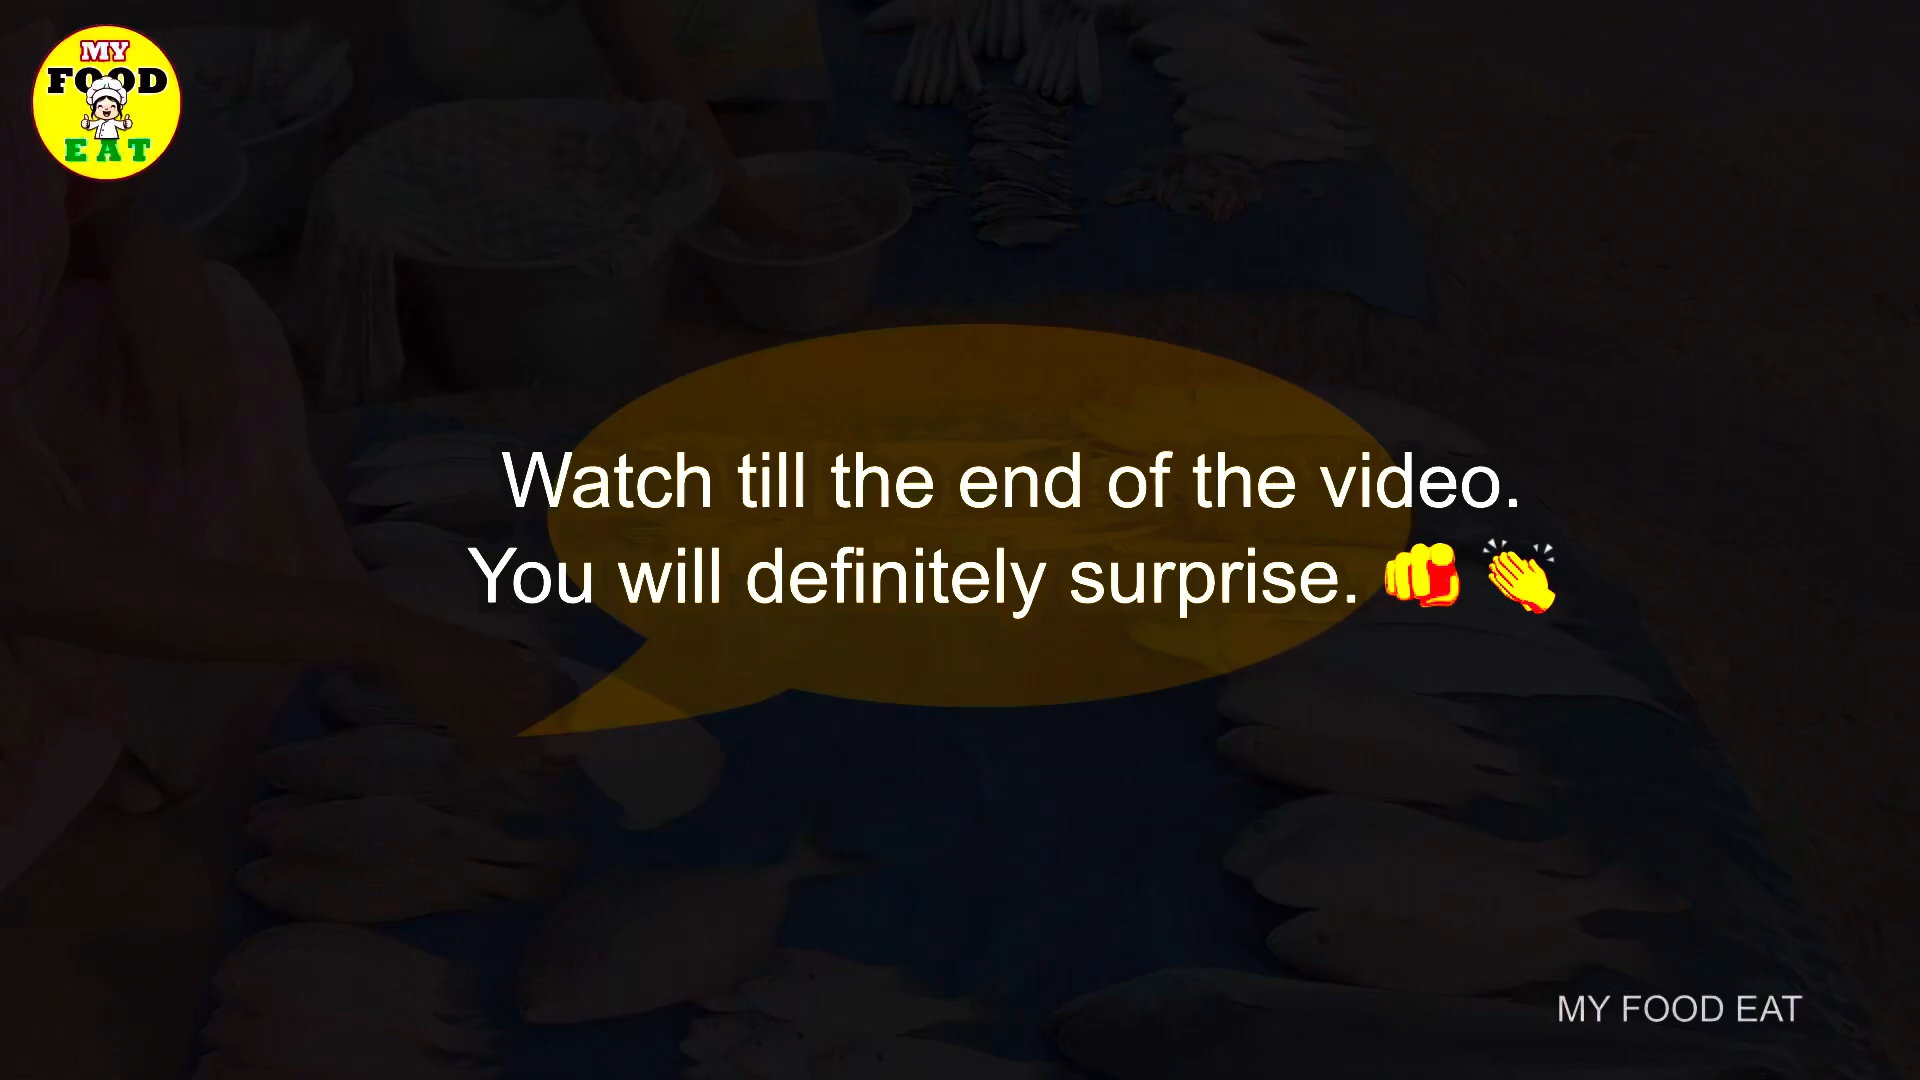 MY
FOOD
EAT
Watch till the end of the video.
You will definitely surprise. 🫵 👏
MY FOOD EAT